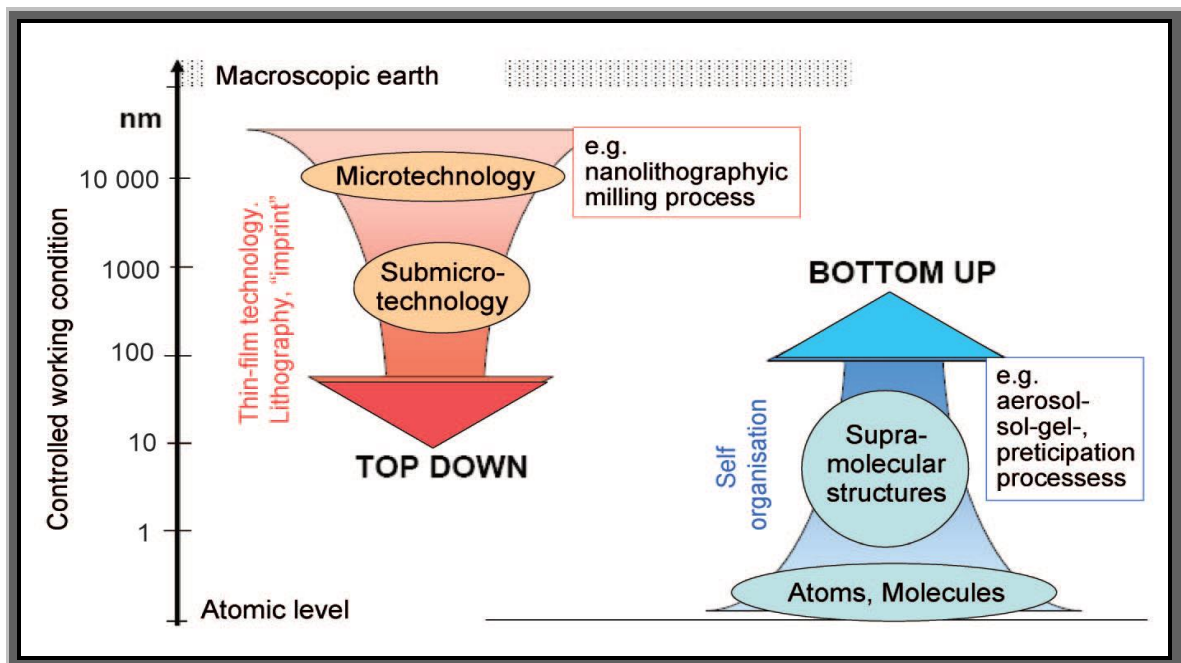 Macroscopic earth
nm
10 000
1000
100
10
1
Controlled working condition
Atomic level
Thin-film technology.
Lithography, “imprint”
Microtechnology
Submicro-
technology
TOP DOWN
e.g.
nanolithographyic
milling process
BOTTOM UP
Self
organisation
Supra-
molecular
structures
Atoms, Molecules
e.g.
aerosol-
sol-gel-,
preticipation
processess